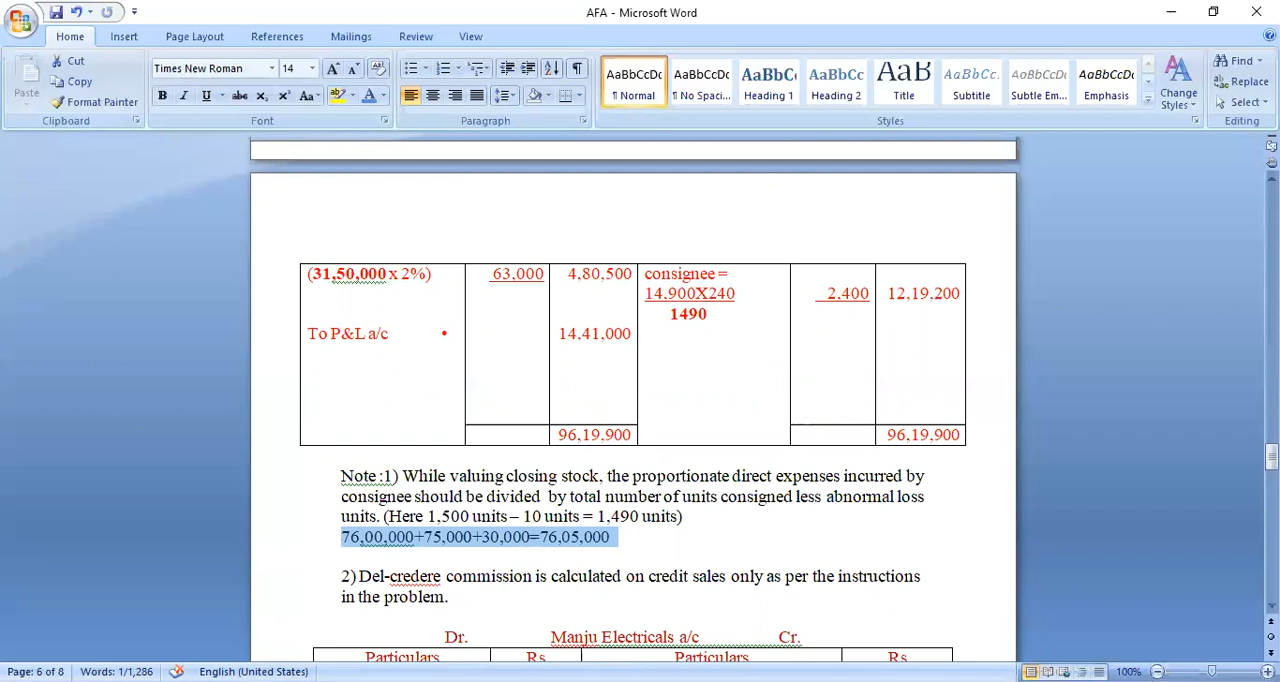 AFA - Microsoft Word
Home Insert Page Layout References Mailings Review View
Paste Cut Copy Format Painter
Clipboard
Times New Roman 14
B I U abc X₂ X² Aa A
Font
Paragraph
AaBbCcDc AaBbCcDc AaBbC AaBbCc AaB AaBbCc. AaBbCcDc AaBbCcDc
¶ Normal ¶ No Spaci... Heading 1 Heading 2 Title Subtitle Subtle Em... Emphasis
Change Styles
Styles
Find
Replace
Select
Editing
(31,50,000 x 2%) 63,000 4,80,500 consignee =
14.900X240 2,400 12,19,200
1490
To P&L a/c • 14,41,000
96,19,900 96,19,900
Note :1) While valuing closing stock, the proportionate direct expenses incurred by
consignee should be divided by total number of units consigned less abnormal loss
units. (Here 1,500 units – 10 units = 1,490 units)
76,00,000+75,000+30,000=76,05,000
2) Del-credere commission is calculated on credit sales only as per the instructions
in the problem.
Dr. Manju Electricals a/c Cr.
Particulars Rs Particulars Rs
Page: 6 of 8 Words: 1/1,286 English (United States) 100%